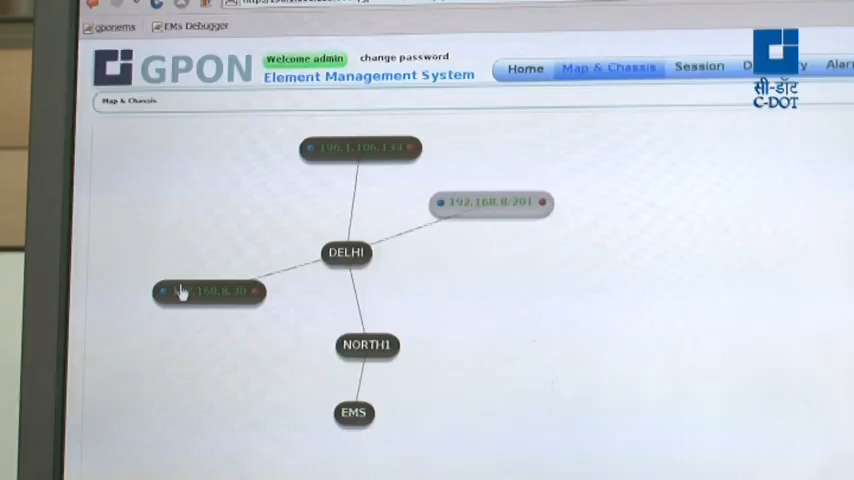 gponems EMs Debugger
GPON
Welcome admin change password
Element Management System
Home Map & Chassis Session
सी-डॉट
C-DOT
Map & Chassis
196.1.106.134
192.168.8.201
DELHI
NORTH1
EMS